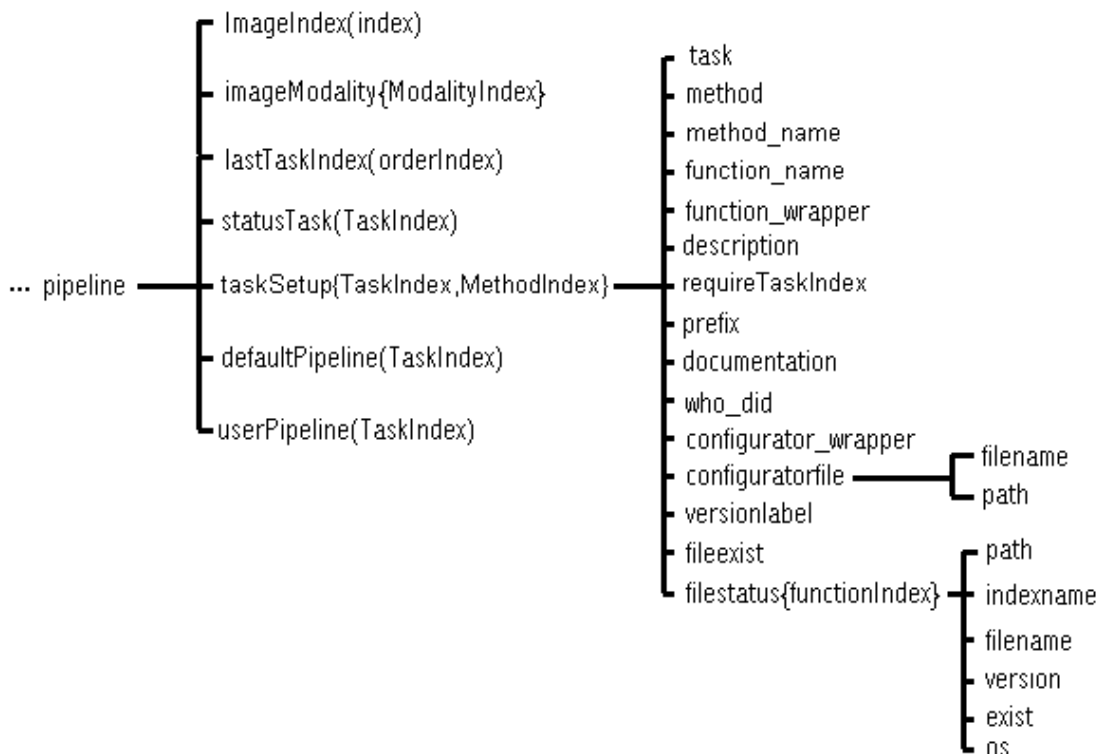 ... pipeline
ImageIndex(index)
imageModality{ModalityIndex}
lastTaskIndex(orderIndex)
statusTask(TaskIndex)
taskSetup{TaskIndex,MethodIndex}
defaultPipeline(TaskIndex)
userPipeline(TaskIndex)
task
method
method_name
function_name
function_wrapper
description
requireTaskIndex
prefix
documentation
who_did
configurator_wrapper
configuratorfile
versionlabel
fileexist
filestatus{functionIndex}
filename
path
path
indexname
filename
version
exist
os